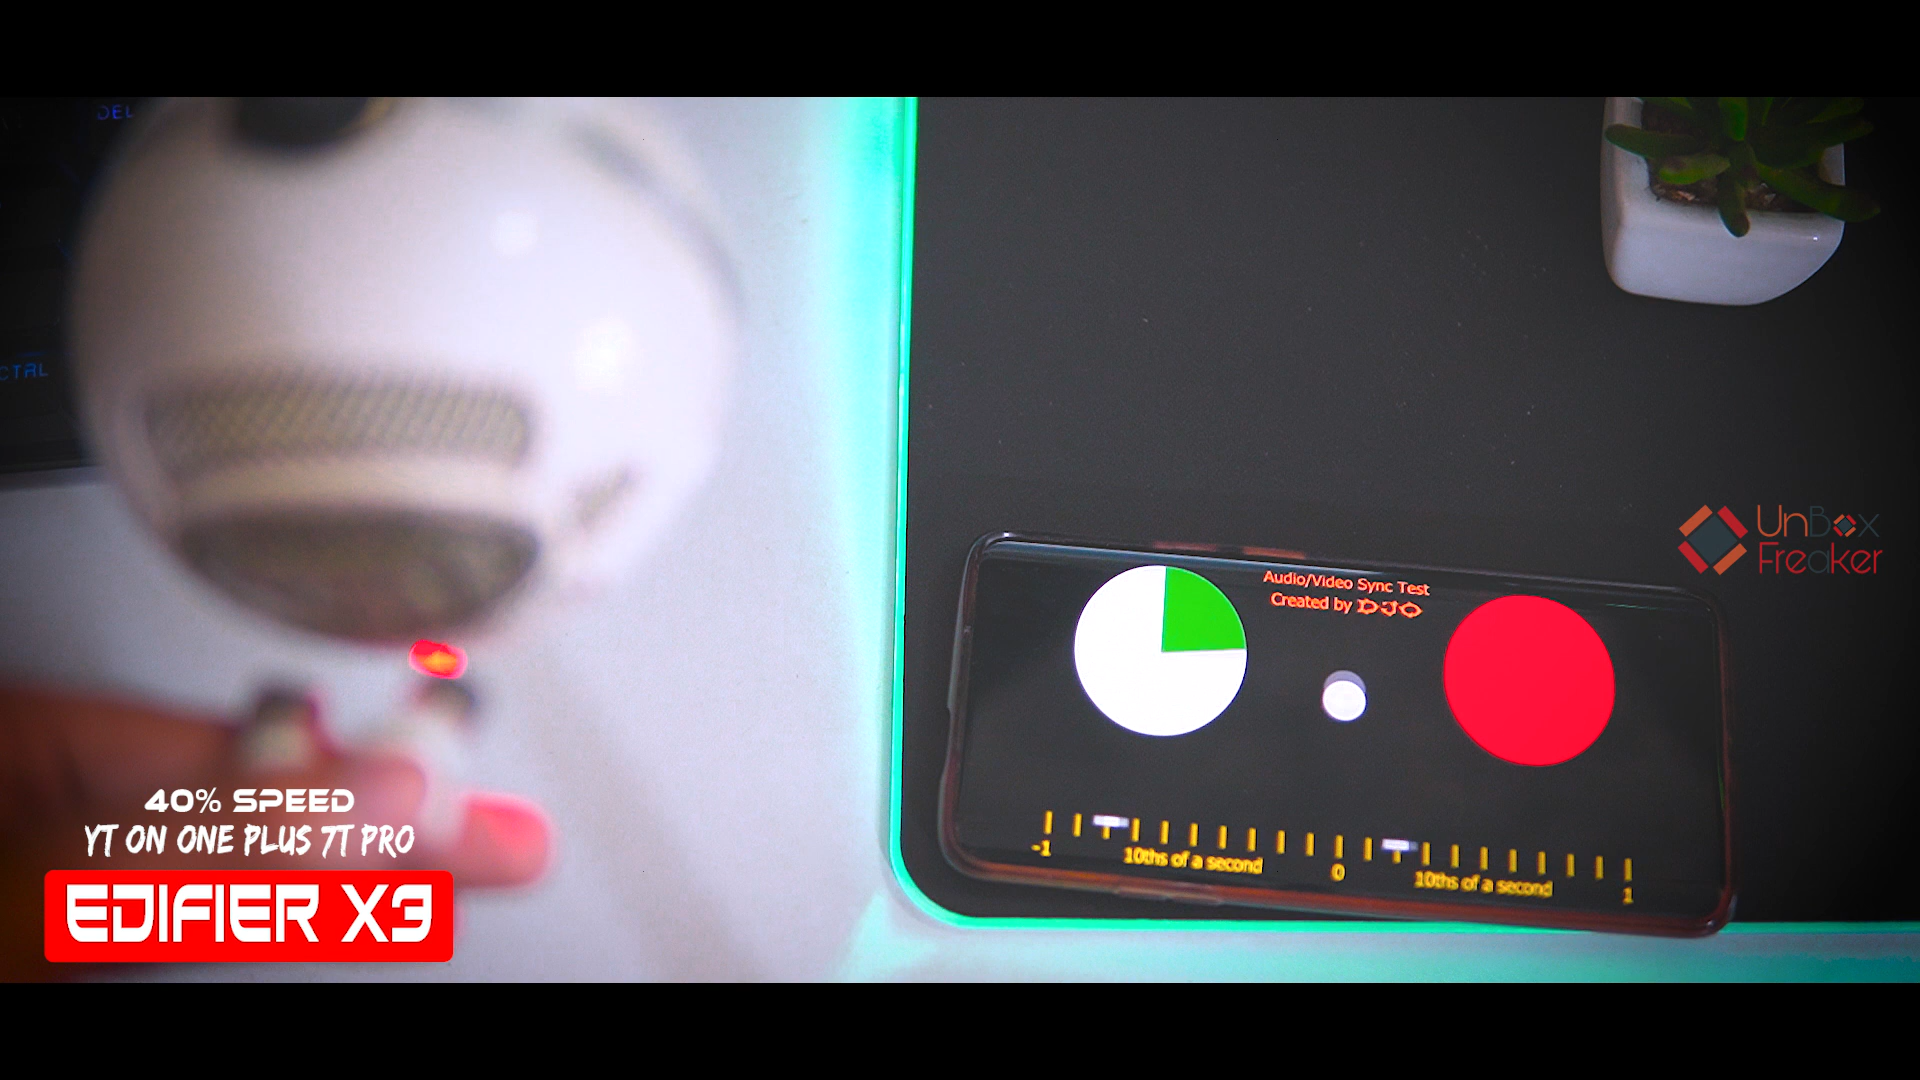 DEL
CTRL
UnBox
Freaker
Audio/Video Sync Test
Created by DJO
-1
10ths of a second
0
10ths of a second
1
40% SPEED
YT ON ONE PLUS 7T PRO
EDIFIER X3